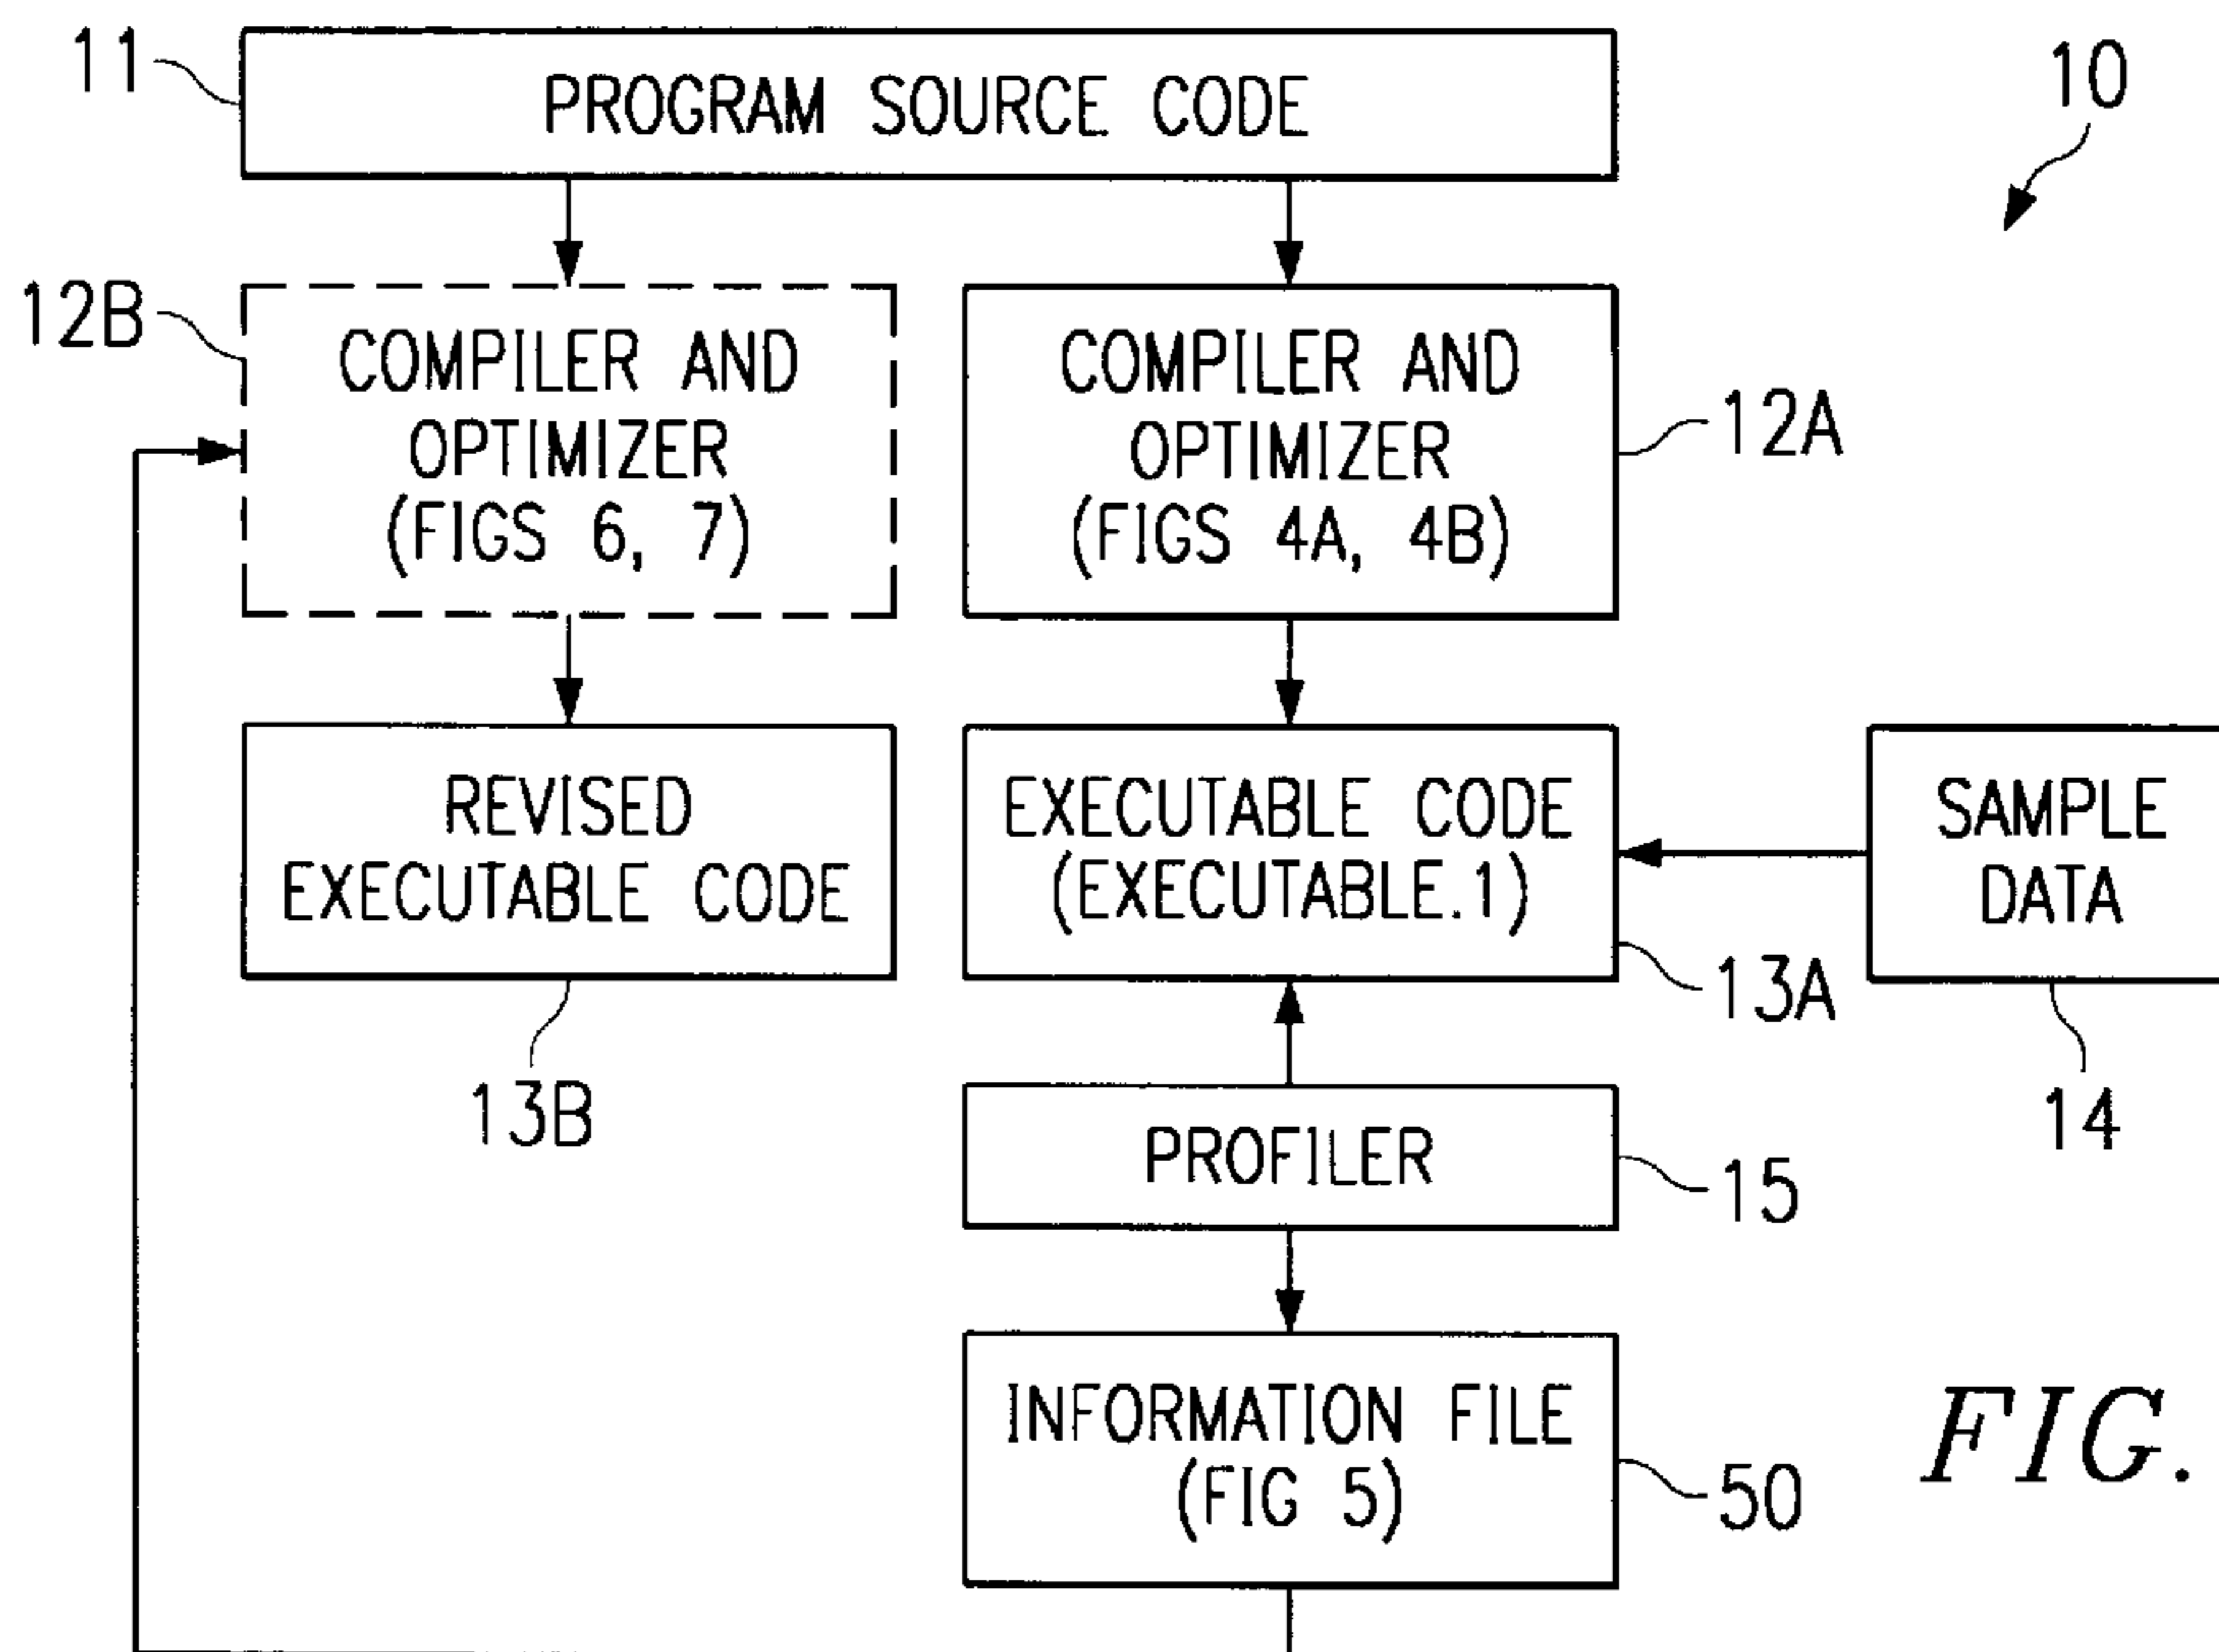 11
PROGRAM SOURCE CODE
10
12B
COMPILER AND
OPTIMIZER
(FIGS 6, 7)
COMPILER AND
OPTIMIZER
(FIGS 4A, 4B)
12A
REVISED
EXECUTABLE CODE
13B
EXECUTABLE CODE
(EXECUTABLE.1)
13A
SAMPLE
DATA
14
PROFILER
15
INFORMATION FILE
(FIG 5)
50
FIG.